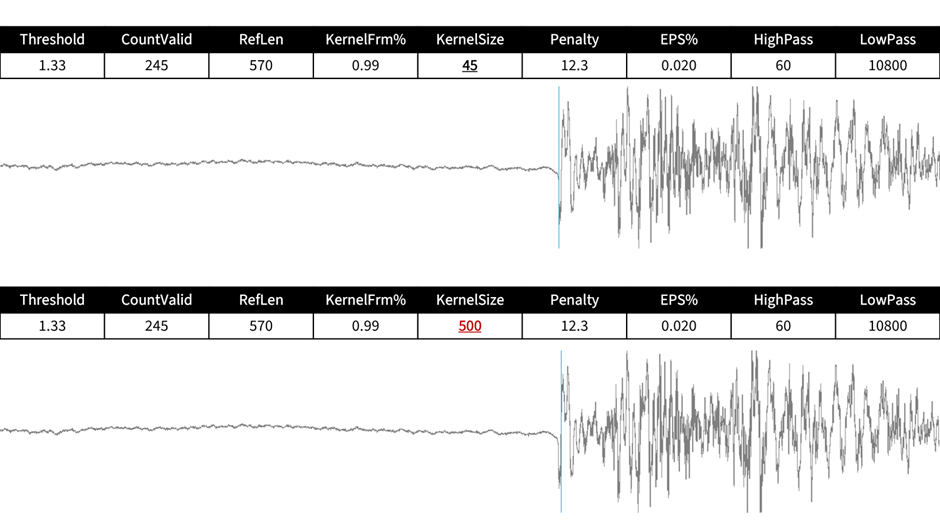 Threshold CountValid RefLen KernelFrm% KernelSize Penalty EPS% HighPass LowPass
1.33 245 570 0.99 45 12.3 0.020 60 10800
Threshold CountValid RefLen KernelFrm% KernelSize Penalty EPS% HighPass LowPass
1.33 245 570 0.99 500 12.3 0.020 60 10800